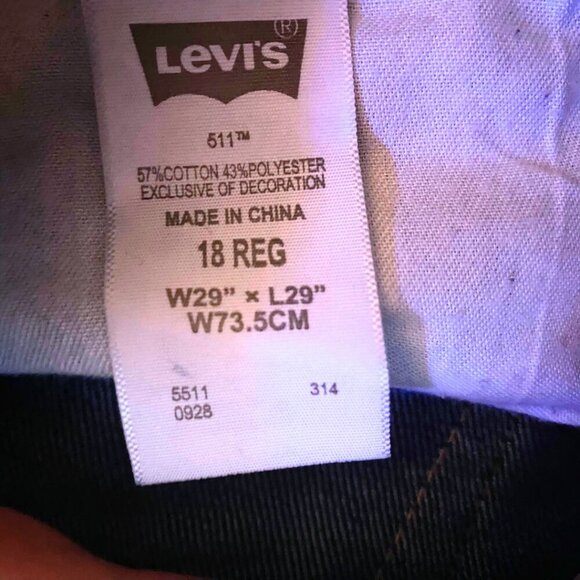 Levi's®
511™
57%COTTON 43%POLYESTER
EXCLUSIVE OF DECORATION
MADE IN CHINA
18 REG
W29" × L29"
W73.5CM
5511 314
0928